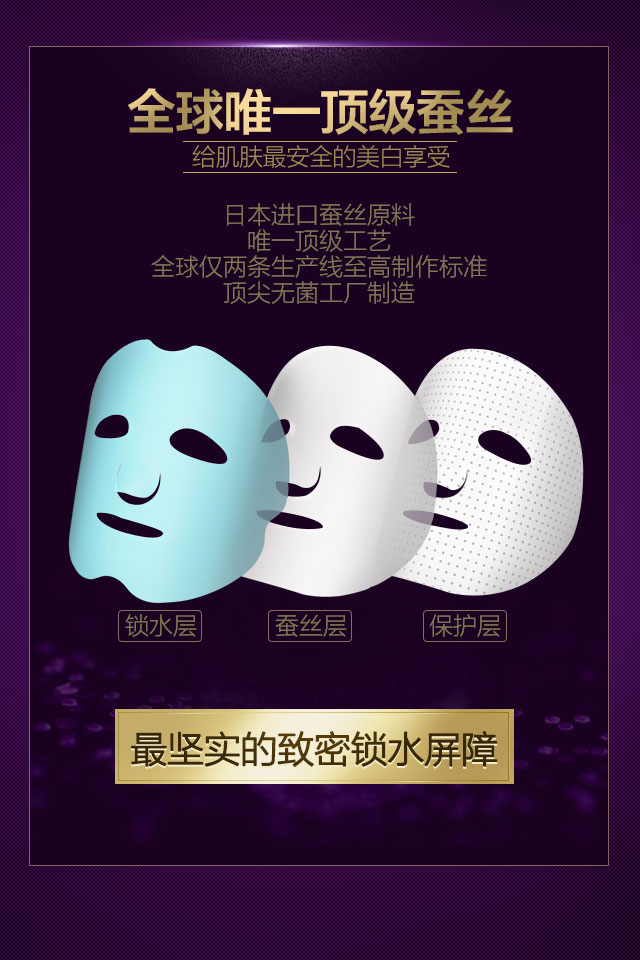 全球唯一顶级蚕丝
给肌肤最安全的美白享受
日本进口蚕丝原料
唯一顶级工艺
全球仅两条生产线至高制作标准
顶尖无菌工厂制造
锁水层
蚕丝层
保护层
最坚实的致密锁水屏障